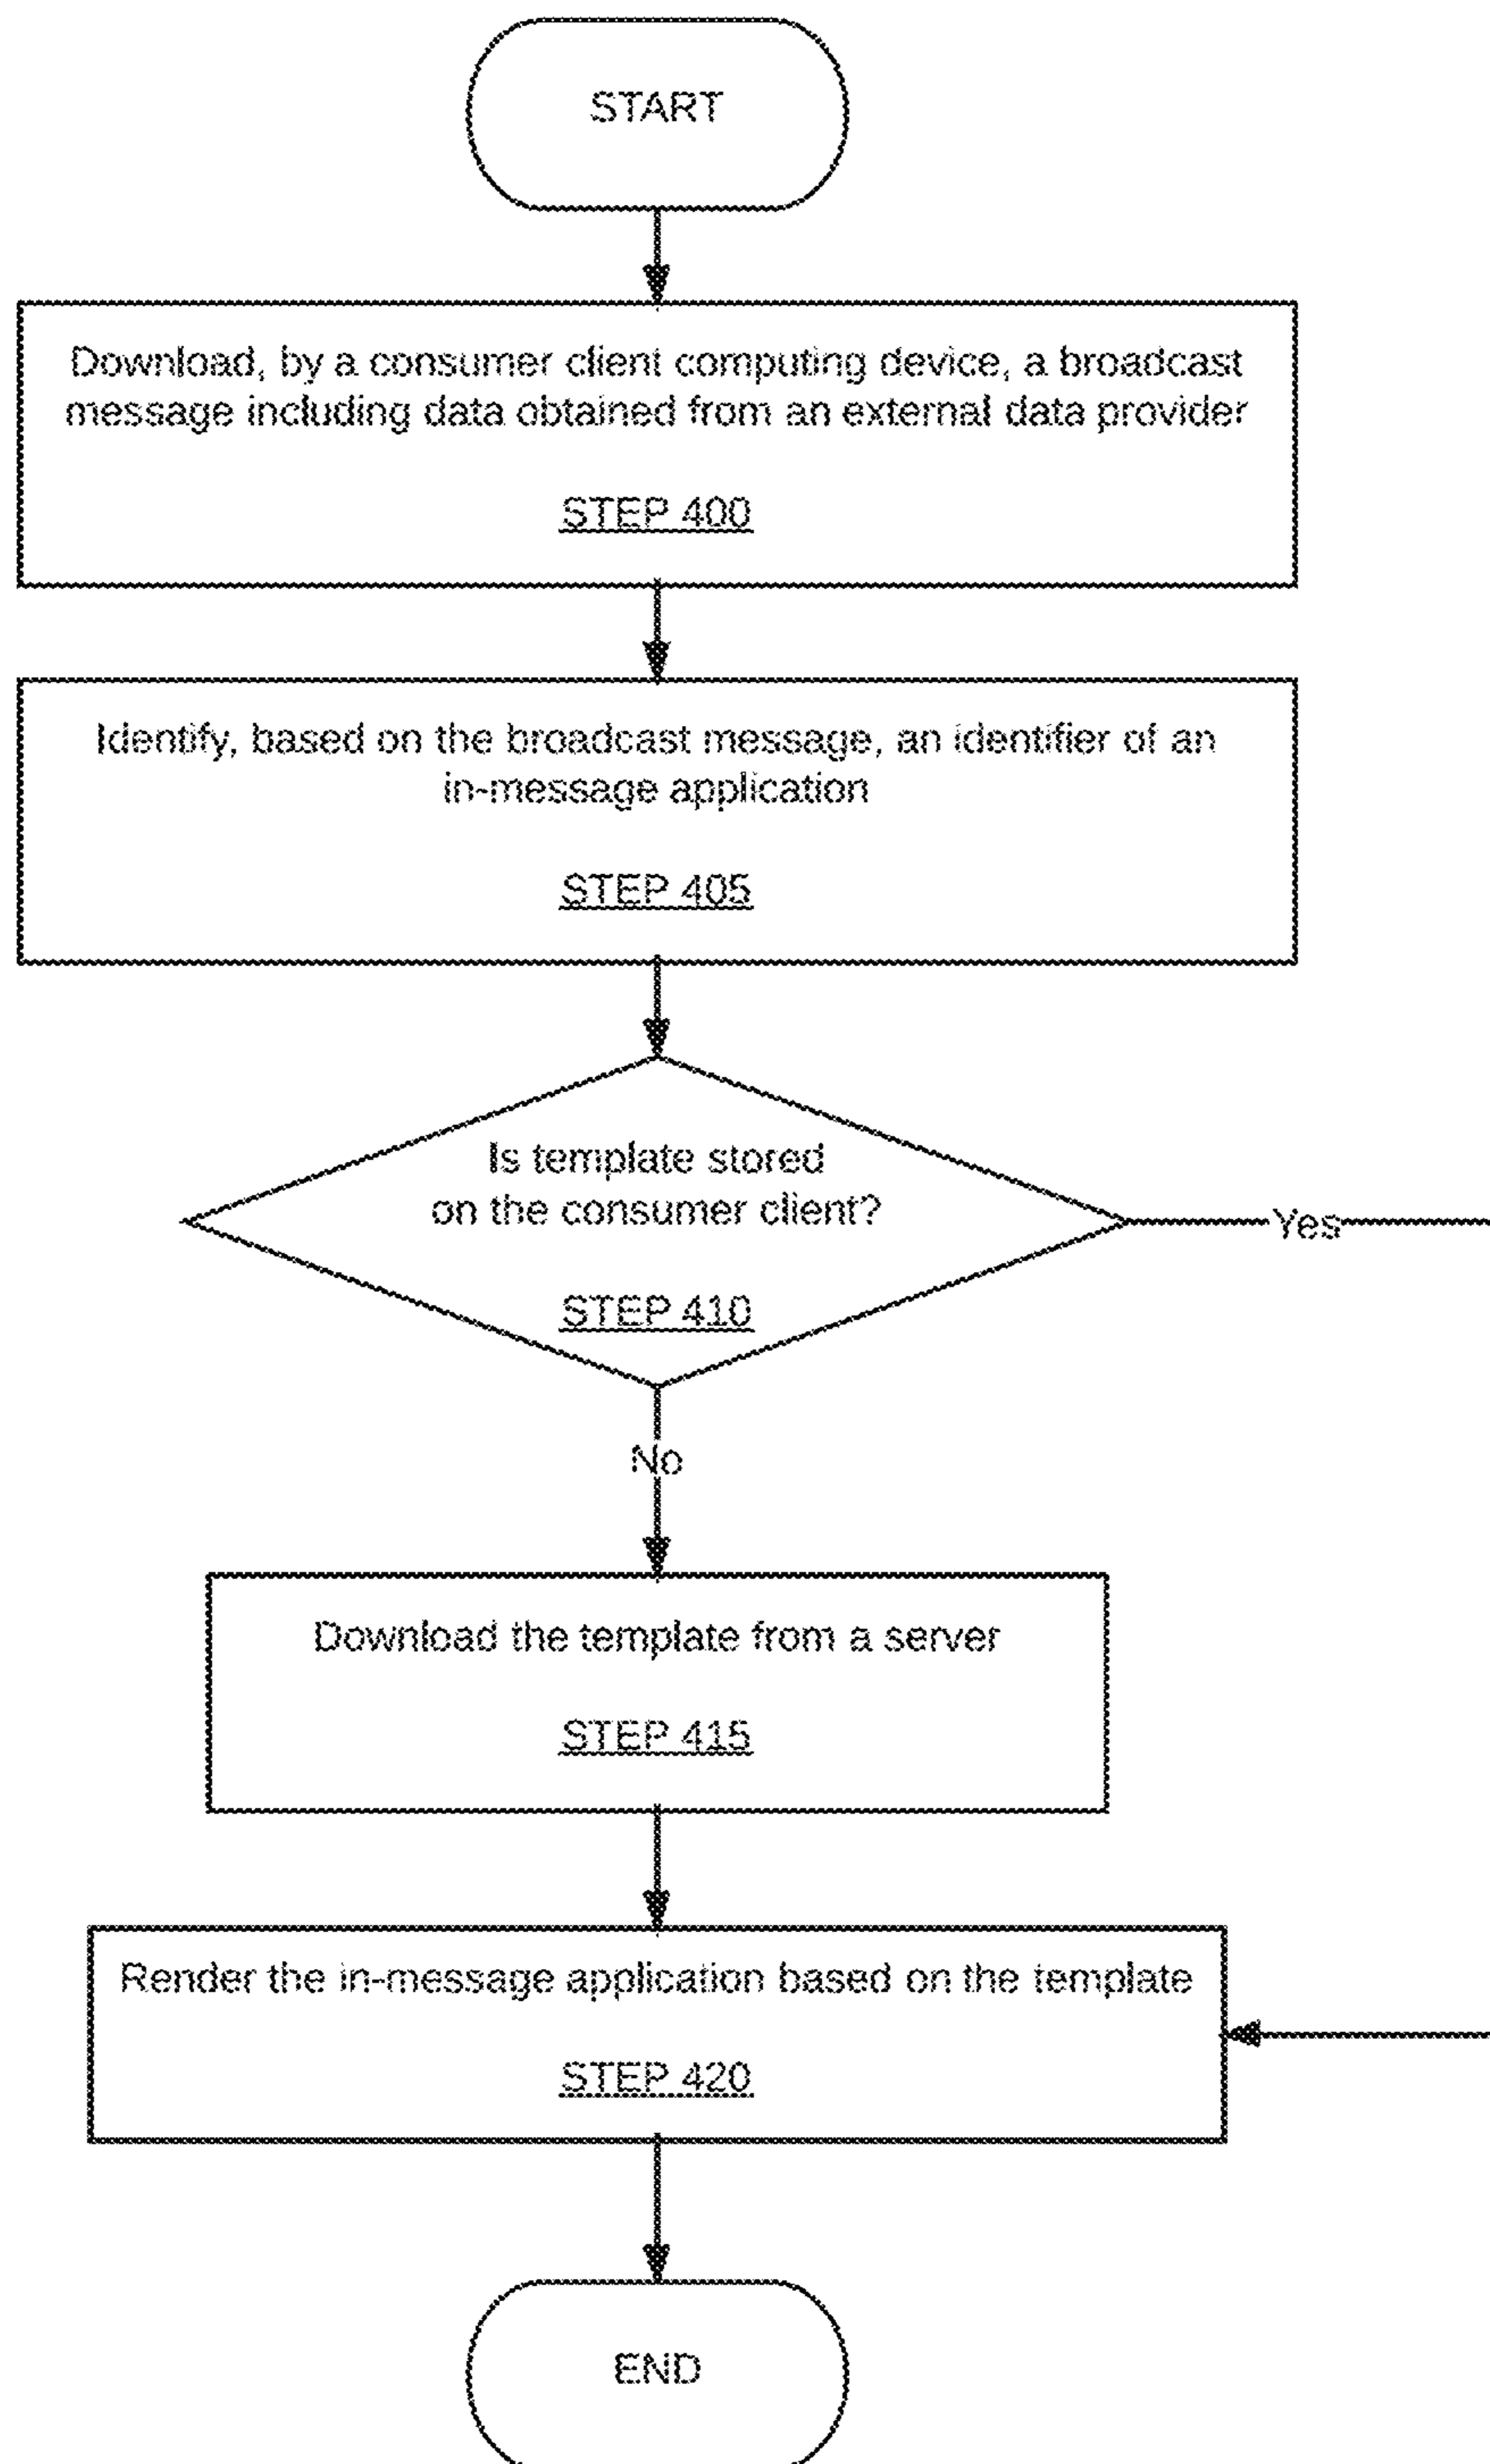 START
Download, by a consumer client computing device, a broadcast
message including data obtained from an external data provider
STEP 400
Identify, based on the broadcast message, an identifier of an
in-message application
STEP 405
Is template stored
on the consumer client?
STEP 410
Yes
No
Download the template from a server
STEP 415
Render the in-message application based on the template
STEP 420
END